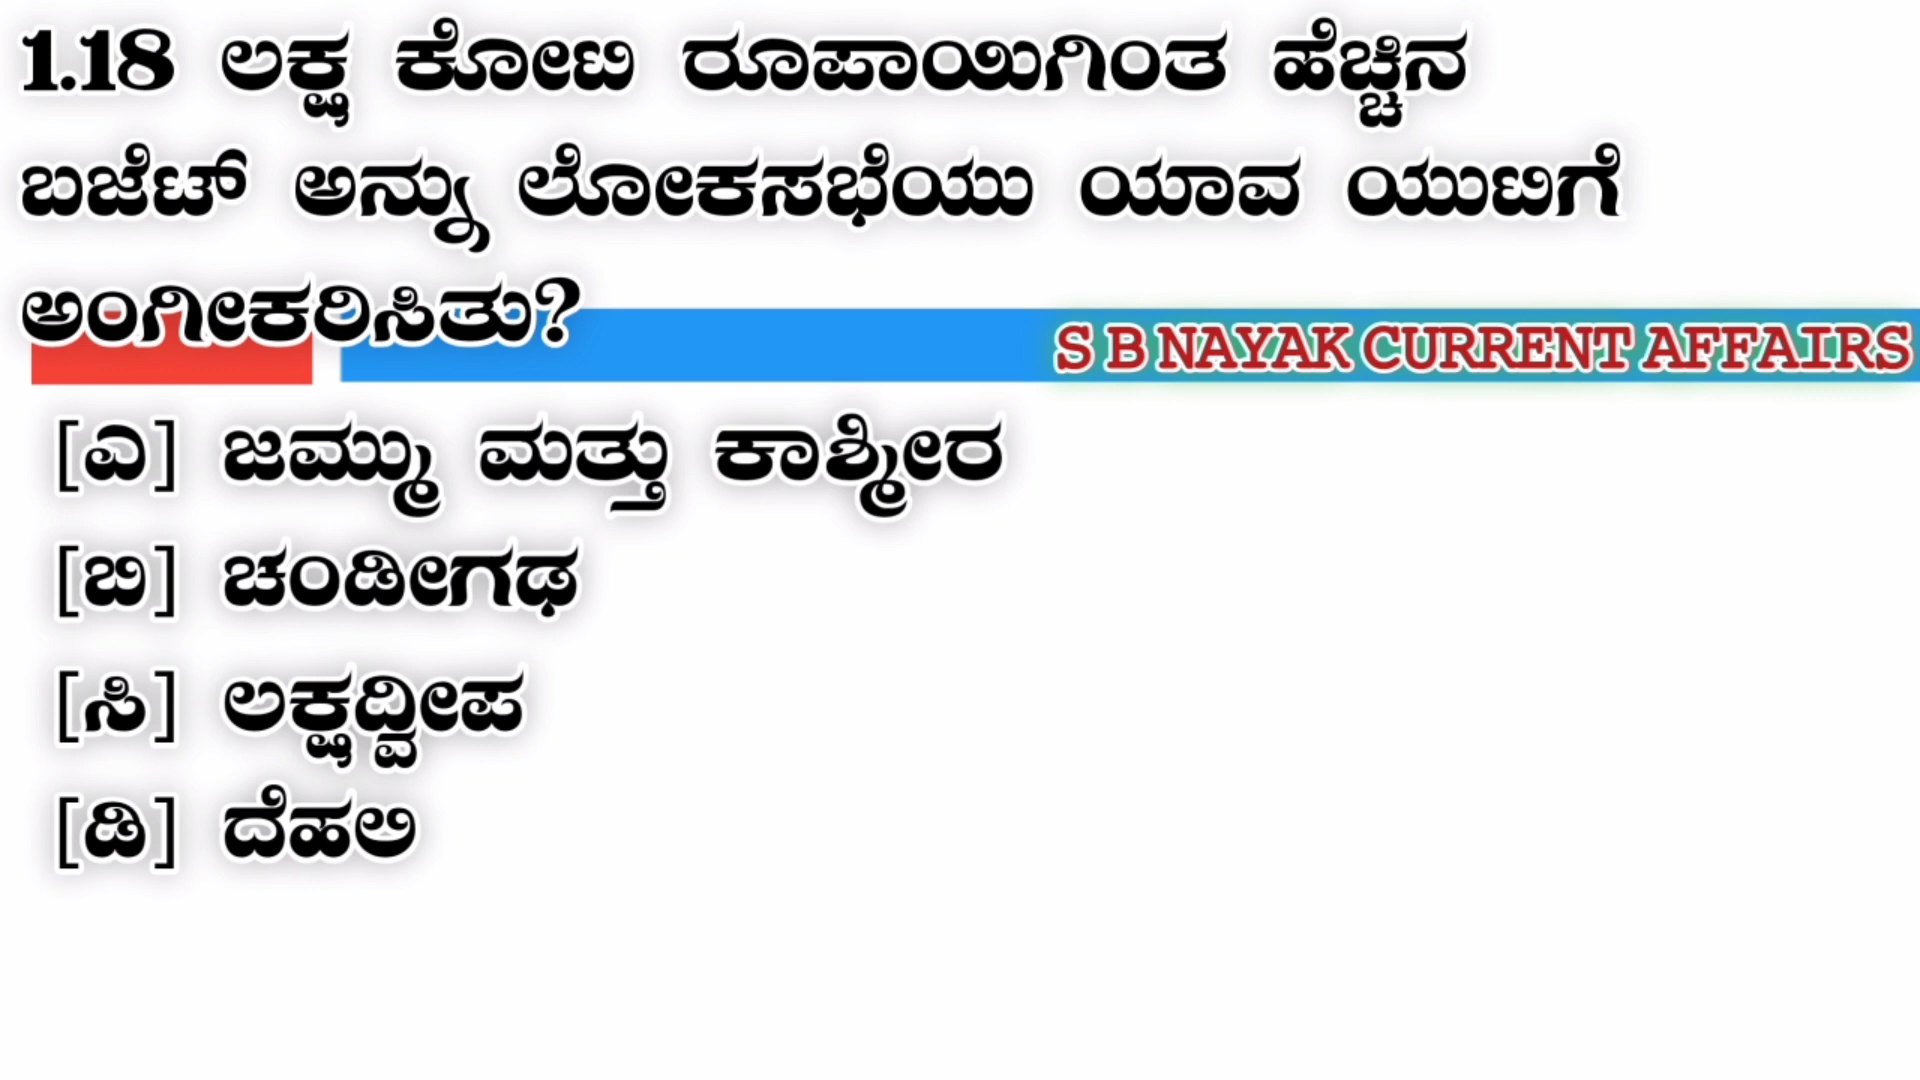 1.18 ಲಕ್ಷ ಕೋಟಿ ರೂಪಾಯಿಗಿಂತ ಹೆಚ್ಚಿನ
ಬಜೆಟ್ ಅನ್ನು ಲೋಕಸಭೆಯು ಯಾವ ಯುಟಿಗೆ
ಅಂಗೀಕರಿಸಿತು?
S B NAYAK CURRENT AFFAIRS
[ಎ] ಜಮ್ಮು ಮತ್ತು ಕಾಶ್ಮೀರ
[ಬಿ] ಚಂಡೀಗಢ
[ಸಿ] ಲಕ್ಷದ್ವೀಪ
[ಡಿ] ದೆಹಲಿ